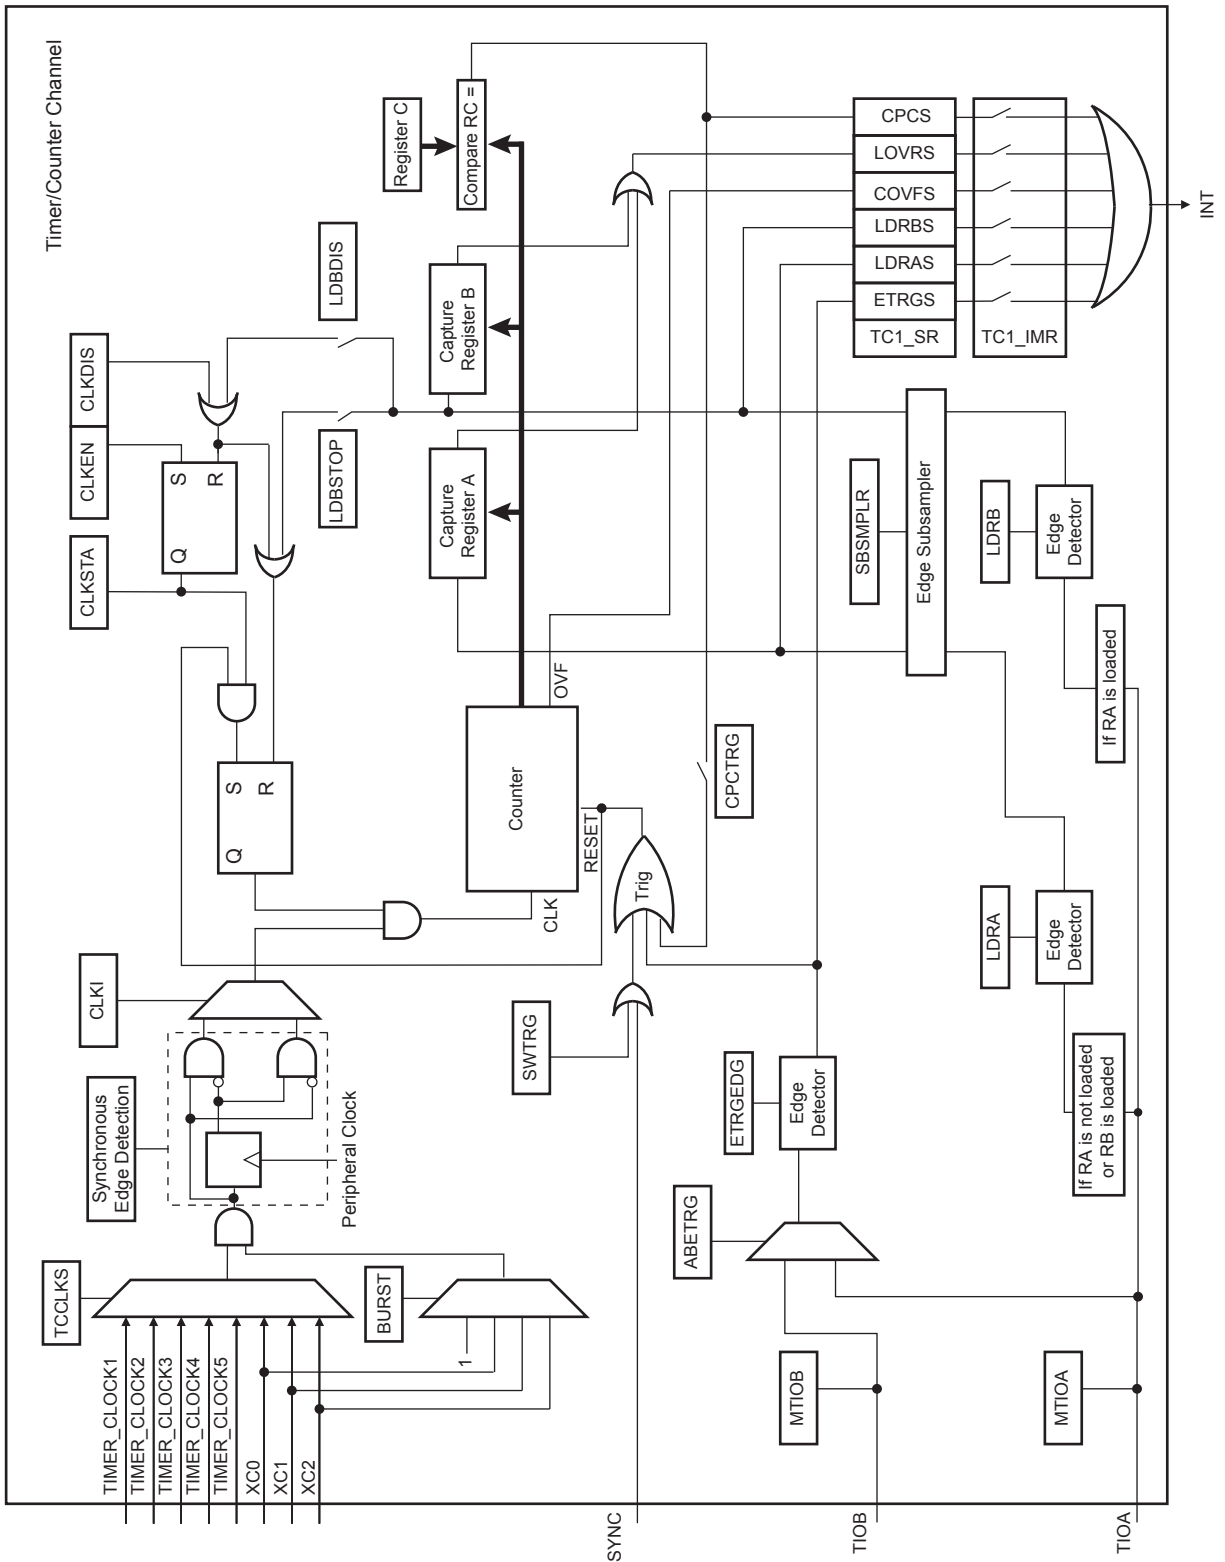 Timer/Counter Channel
TCCLKS
TIMER_CLOCK1
TIMER_CLOCK2
TIMER_CLOCK3
TIMER_CLOCK4
TIMER_CLOCK5
XC0
XC1
XC2
Synchronous
Edge Detection
CLKI
Peripheral Clock
BURST
1
CLKSTA
CLKEN
CLKDIS
Q
S
R
Q
S
R
LDBSTOP
LDBDIS
Register C
Capture
Register A
Capture
Register B
Compare RC =
Counter
CLK
OVF
RESET
SYNC
SWTRG
Trig
CPCTRG
ABETRG
ETRGEDG
Edge
Detector
MTIOB
TIOB
MTIOA
TIOA
SBSMPLR
Edge Subsampler
LDRA
Edge
Detector
If RA is not loaded
or RB is loaded
LDRB
Edge
Detector
If RA is loaded
CPCS
LOVRS
COVFS
LDRBS
LDRAS
ETRGS
TC1_SR
TC1_IMR
INT